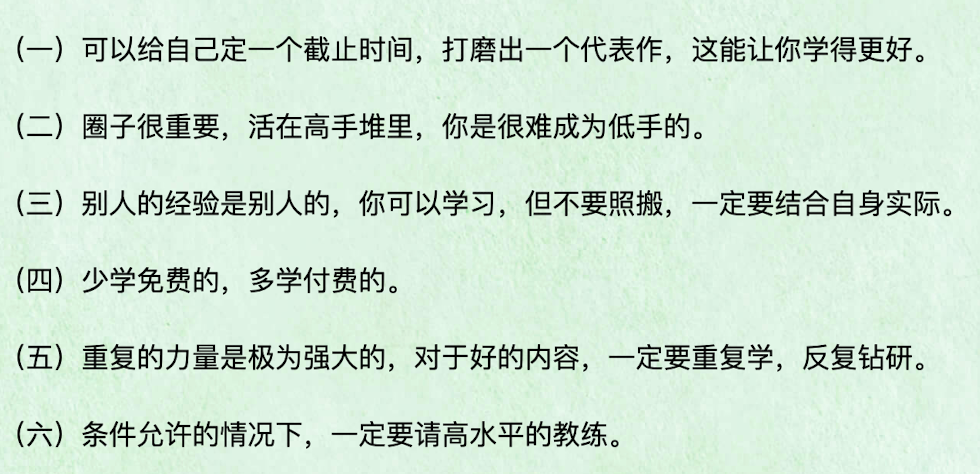 （一）可以给自己定一个截止时间，打磨出一个代表作，这能让你学得更好。
（二）圈子很重要，活在高手堆里，你是很难成为低手的。
（三）别人的经验是别人的，你可以学习，但不要照搬，一定要结合自身实际。
（四）少学免费的，多学付费的。
（五）重复的力量是极为强大的，对于好的内容，一定要重复学，反复钻研。
（六）条件允许的情况下，一定要请高水平的教练。